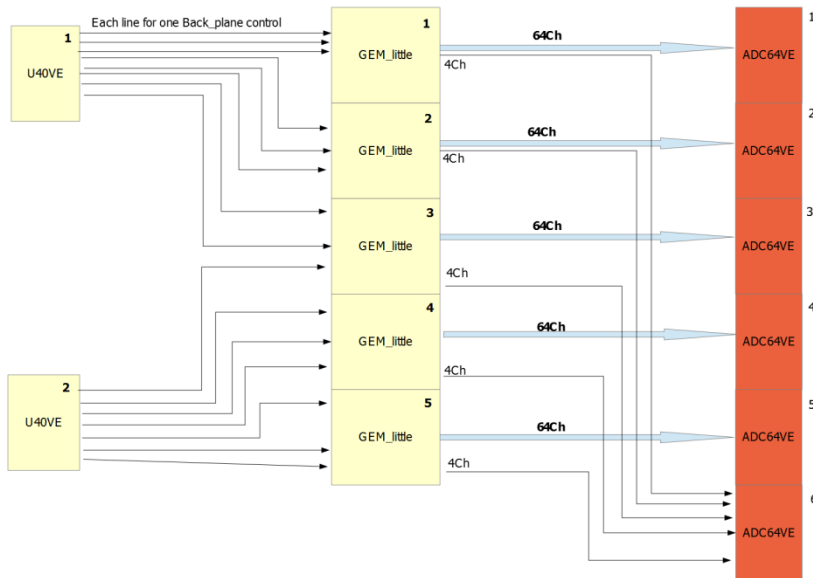 Each line for one Back_plane control
1
U40VE
1
GEM_little
64Ch
4Ch
1
ADC64VE
2
GEM_little
64Ch
4Ch
2
ADC64VE
3
GEM_little
64Ch
4Ch
3
ADC64VE
4
GEM_little
64Ch
4Ch
4
ADC64VE
2
U40VE
5
GEM_little
64Ch
4Ch
5
ADC64VE
6
ADC64VE